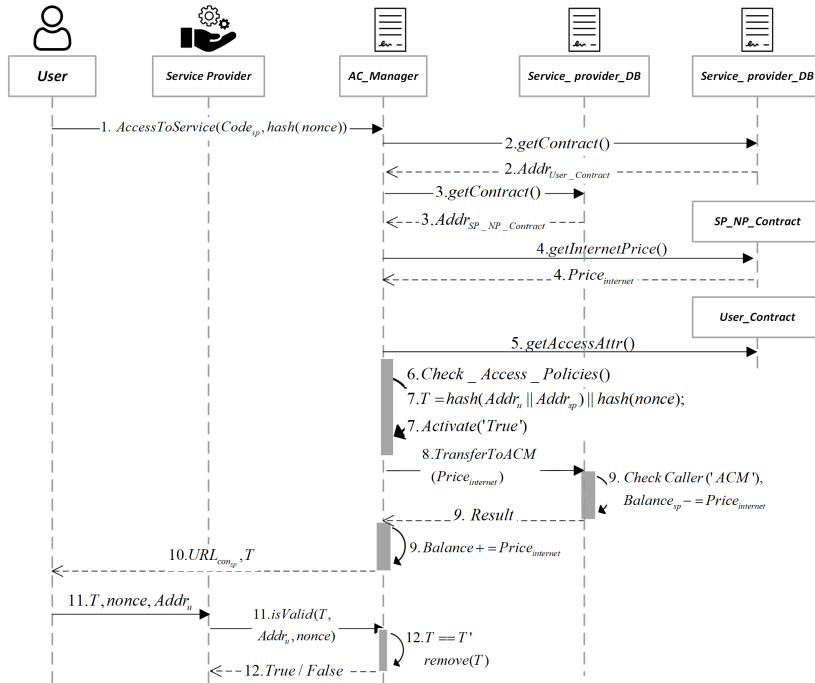 User
Service Provider
AC_Manager
Service_ provider_DB
Service_ provider_DB
1. AccessToService(Code_sp, hash(nonce))
2.getContract()
2.Addr_User_Contract
3.getContract()
3.Addr_SP_NP_Contract
SP_NP_Contract
4.getInternetPrice()
4.Price_internet
User_Contract
5.getAccessAttr()
6.Check _ Access _ Policies()
7.T = hash(Addr_u || Addr_sp) || hash(nonce);
7.Activate('True')
8.TransferToACM
(Price_internet)
9. Check Caller ('ACM'),
Balance_sp − = Price_internet
9. Result
9.Balance + = Price_internet
10.URL_con_sp, T
11.T, nonce, Addr_u
11.isValid(T,
Addr_u, nonce)
12.T == T'
remove(T)
12.True / False